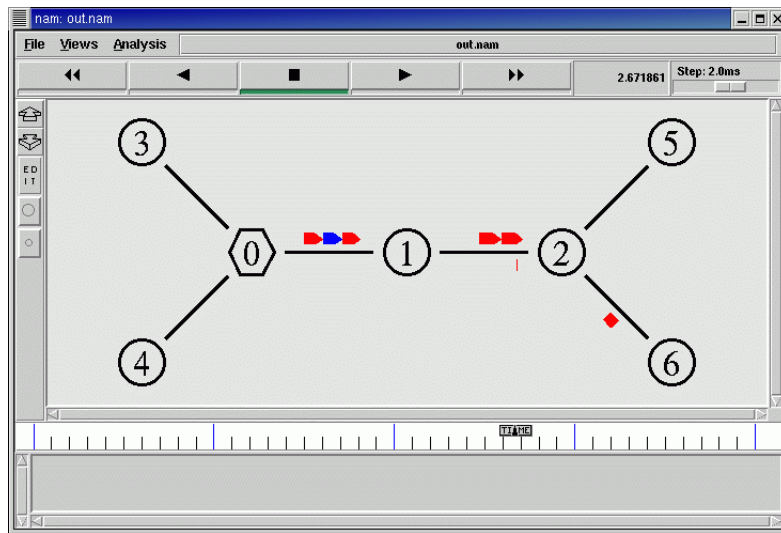 nam: out.nam
File Views Analysis out.nam
2.671861 Step: 2.0ms
E D
I T
3
5
0
1
2
4
6
TIME